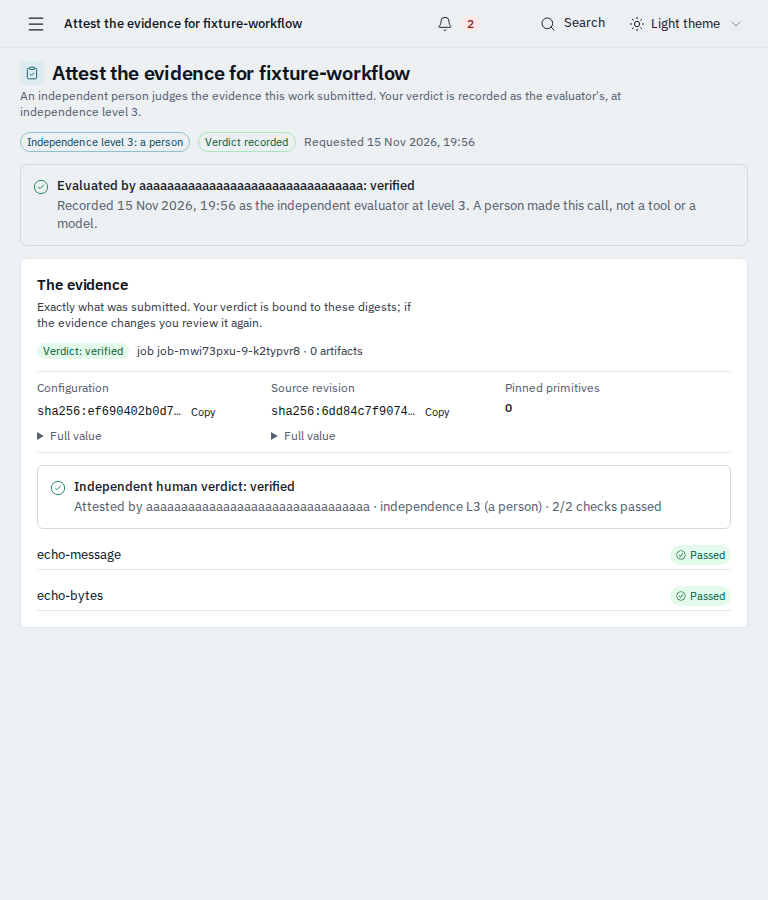 Attest the evidence for fixture-workflow
2
Search
Light theme
Attest the evidence for fixture-workflow
An independent person judges the evidence this work submitted. Your verdict is recorded as the evaluator's, at
independence level 3.
Independence level 3: a person
Verdict recorded
Requested 15 Nov 2026, 19:56
Evaluated by aaaaaaaaaaaaaaaaaaaaaaaaaaaaaaaa: verified
Recorded 15 Nov 2026, 19:56 as the independent evaluator at level 3. A person made this call, not a tool or a
model.
The evidence
Exactly what was submitted. Your verdict is bound to these digests; if
the evidence changes you review it again.
Verdict: verified
job job-mwi73pxu-9-k2typvr8 · 0 artifacts
Configuration
Source revision
Pinned primitives
sha256:ef690402b0d7… Copy
sha256:6dd84c7f9074… Copy
0
Full value
Full value
Independent human verdict: verified
Attested by aaaaaaaaaaaaaaaaaaaaaaaaaaaaaaaa · independence L3 (a person) · 2/2 checks passed
echo-message
Passed
echo-bytes
Passed